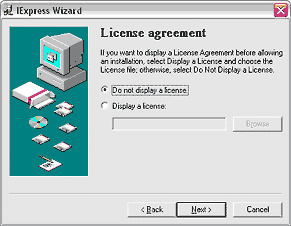 IExpress Wizard
License agreement
If you want to display a License Agreement before allowing
an installation, select Display a License and choose the
License file; otherwise, select Do Not Display a License.
Do not display a license.
Display a license:
Browse
< Back
Next >
Cancel